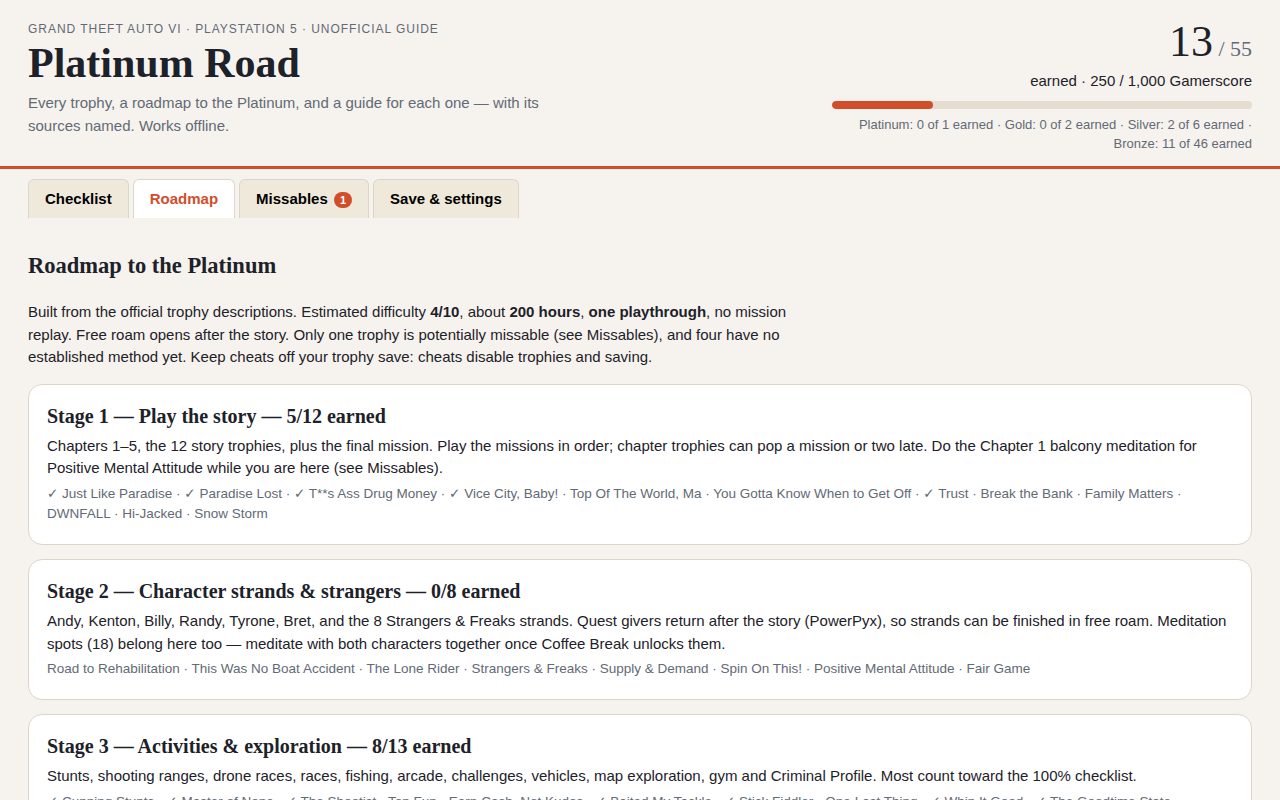 GRAND THEFT AUTO VI · PLAYSTATION 5 · UNOFFICIAL GUIDE
Platinum Road
Every trophy, a roadmap to the Platinum, and a guide for each one — with its
sources named. Works offline.
13 / 55
earned · 250 / 1,000 Gamerscore
Platinum: 0 of 1 earned · Gold: 0 of 2 earned · Silver: 2 of 6 earned ·
Bronze: 11 of 46 earned
Checklist
Roadmap
Missables 1
Save & settings
Roadmap to the Platinum
Built from the official trophy descriptions. Estimated difficulty 4/10, about 200 hours, one playthrough, no mission
replay. Free roam opens after the story. Only one trophy is potentially missable (see Missables), and four have no
established method yet. Keep cheats off your trophy save: cheats disable trophies and saving.
Stage 1 — Play the story — 5/12 earned
Chapters 1–5, the 12 story trophies, plus the final mission. Play the missions in order; chapter trophies can pop a mission or two late. Do the Chapter 1 balcony meditation for
Positive Mental Attitude while you are here (see Missables).
✓ Just Like Paradise · ✓ Paradise Lost · ✓ T**s Ass Drug Money · ✓ Vice City, Baby! · Top Of The World, Ma · You Gotta Know When to Get Off · ✓ Trust · Break the Bank · Family Matters ·
DWNFALL · Hi-Jacked · Snow Storm
Stage 2 — Character strands & strangers — 0/8 earned
Andy, Kenton, Billy, Randy, Tyrone, Bret, and the 8 Strangers & Freaks strands. Quest givers return after the story (PowerPyx), so strands can be finished in free roam. Meditation
spots (18) belong here too — meditate with both characters together once Coffee Break unlocks them.
Road to Rehabilitation · This Was No Boat Accident · The Lone Rider · Strangers & Freaks · Supply & Demand · Spin On This! · Positive Mental Attitude · Fair Game
Stage 3 — Activities & exploration — 8/13 earned
Stunts, shooting ranges, drone races, races, fishing, arcade, challenges, vehicles, map exploration, gym and Criminal Profile. Most count toward the 100% checklist.